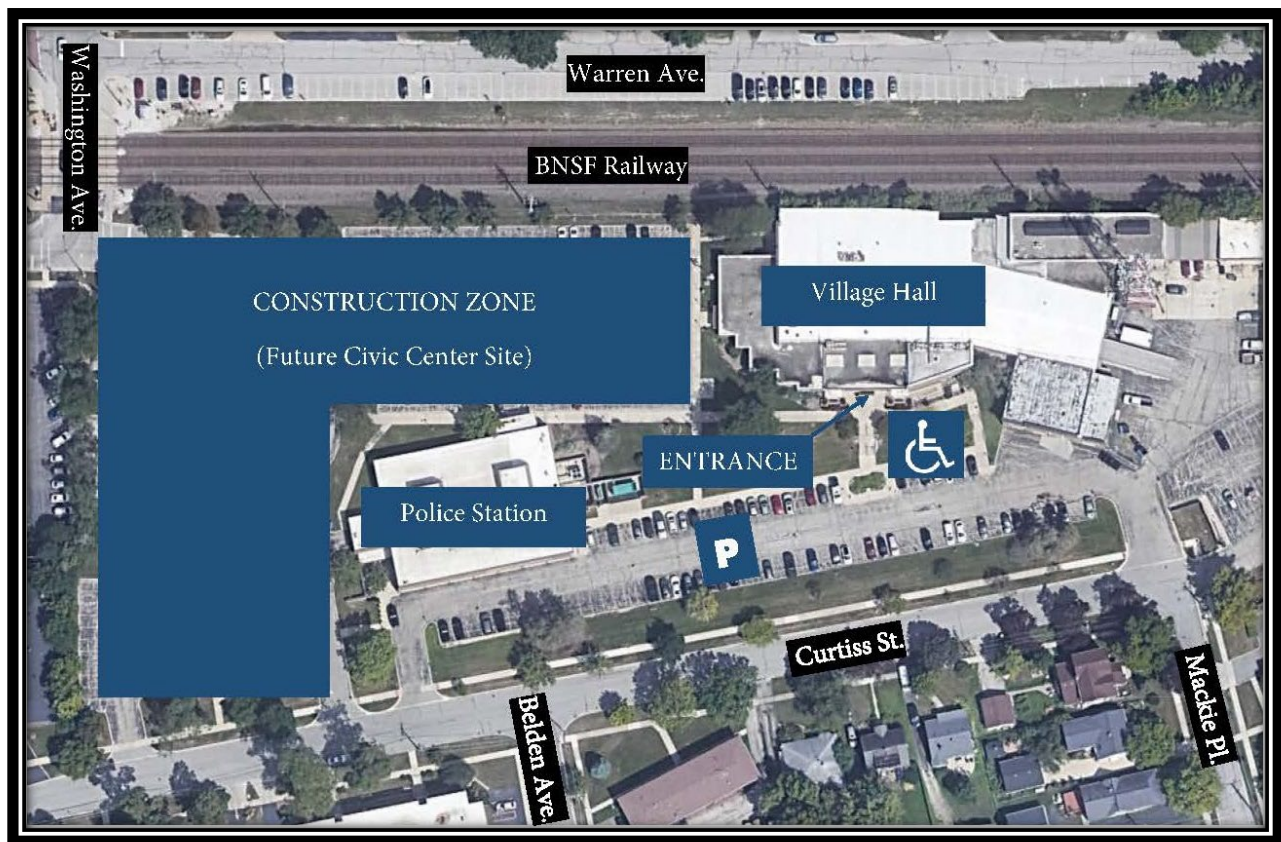 Warren Ave.
Washington Ave.
BNSF Railway
CONSTRUCTION ZONE
(Future Civic Center Site)
Village Hall
ENTRANCE
Police Station
P
Curtiss St.
Mackie Pl.
Belden Ave.